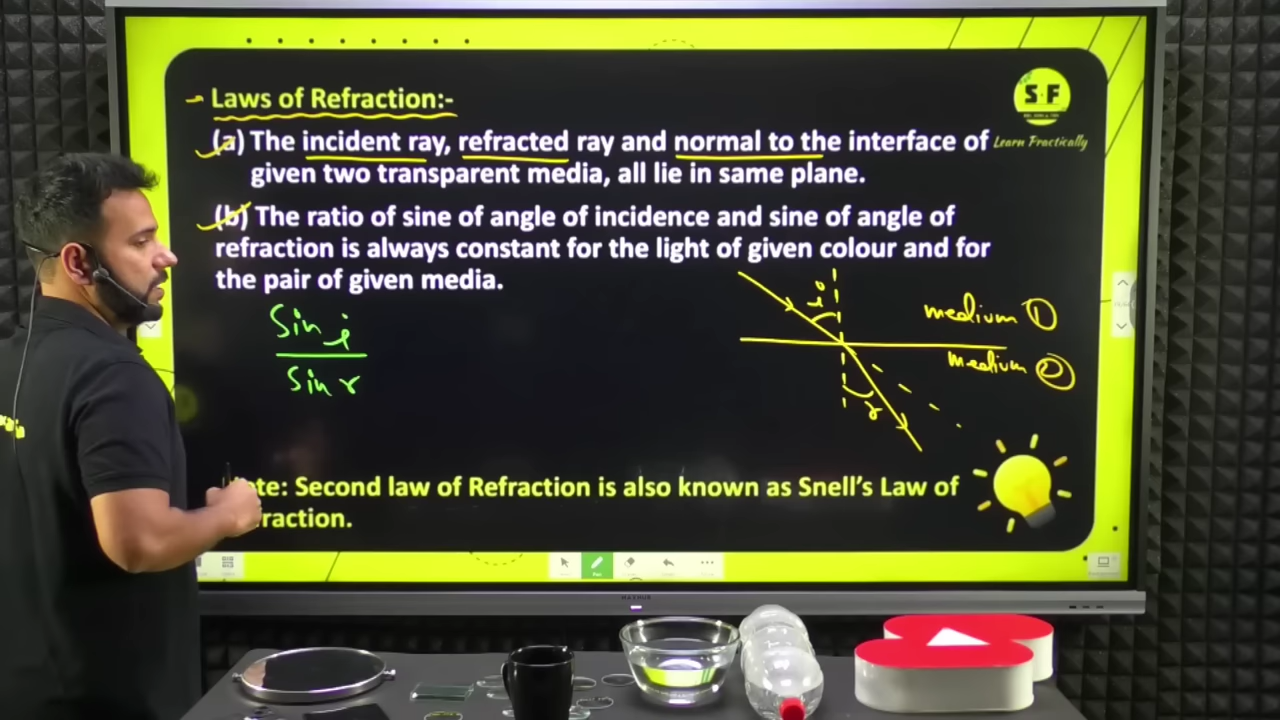 Laws of Refraction:-
(a) The incident ray, refracted ray and normal to the interface of
given two transparent media, all lie in same plane.
(b) The ratio of sine of angle of incidence and sine of angle of
refraction is always constant for the light of given colour and for
the pair of given media.
Sin i
Sin r
i
medium 1
medium 2
r
Second law of Refraction is also known as Snell's Law of
S F
Learn Practically
MAXHUB
Pen